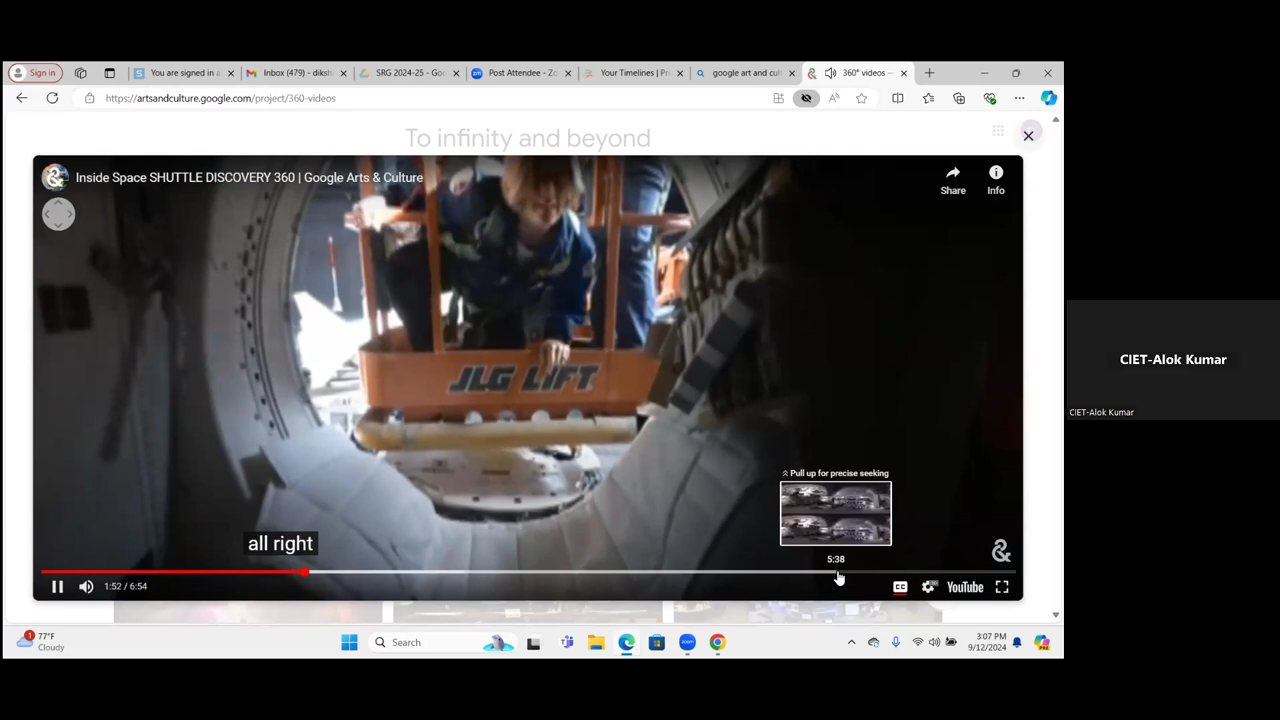 Sign in
You are signed in a
Inbox (479) - diksh
SRG 2024-25 - Goo
Post Attendee - Zo
Your Timelines | Pr
google art and cul
360° videos —
https://artsandculture.google.com/project/360-videos
To infinity and beyond
Inside Space SHUTTLE DISCOVERY 360 | Google Arts & Culture
Share
Info
JLG LIFT
CIET-Alok Kumar
CIET-Alok Kumar
Pull up for precise seeking
all right
5:38
1:52 / 6:54
CC
YouTube
1
77°F
Cloudy
Search
3:07 PM
9/12/2024